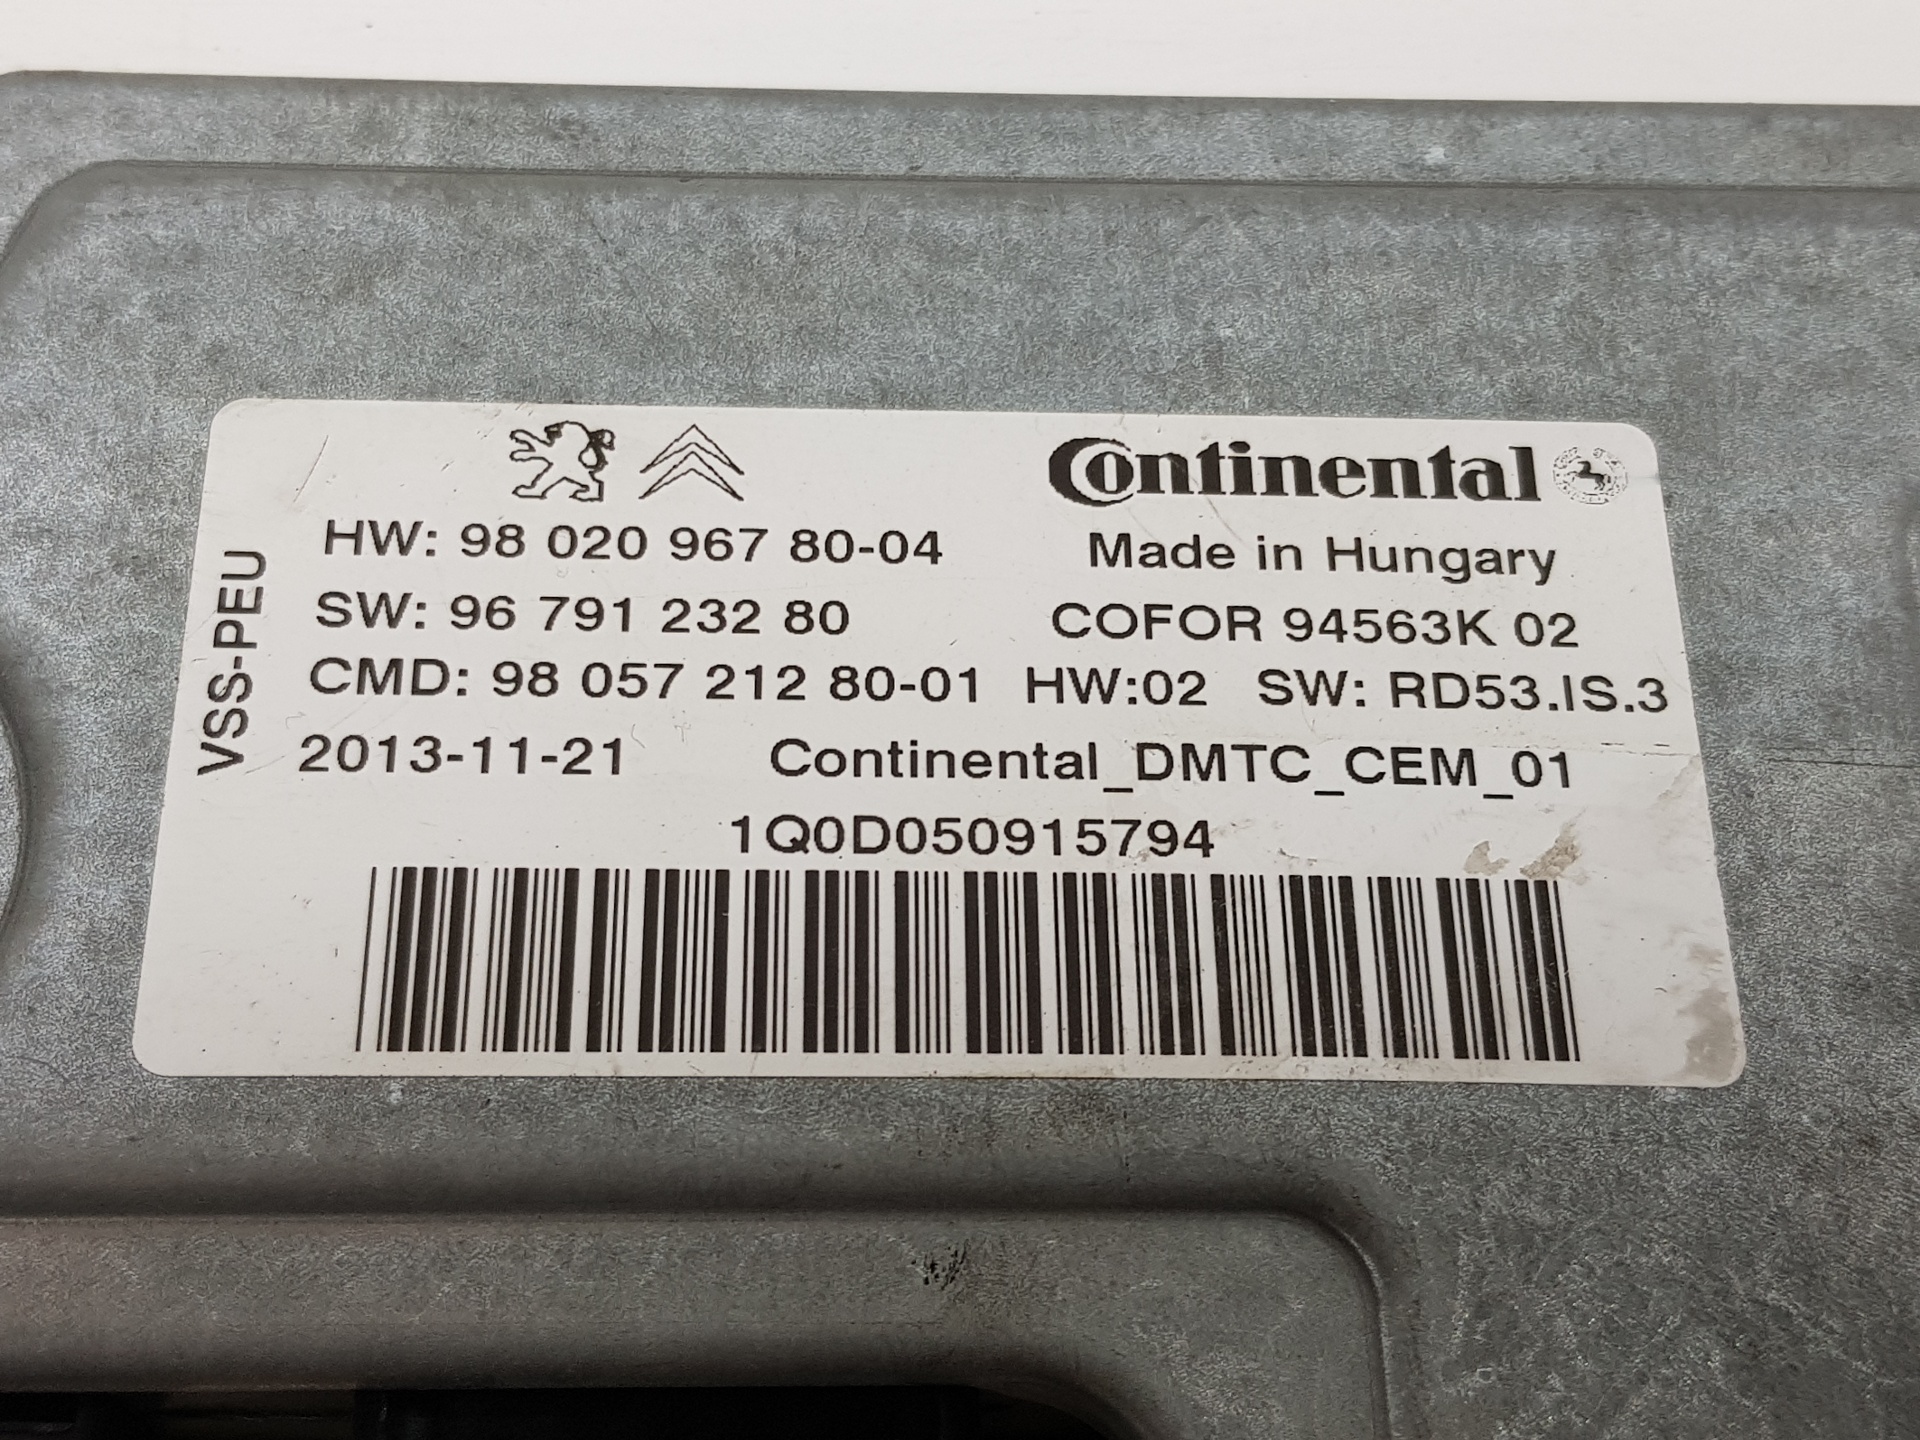 Continental
HW: 98 020 967 80-04
Made in Hungary
SW: 96 791 232 80
COFOR 94563K 02
CMD: 98 057 212 80-01 HW:02 SW: RD53.IS.3
VSS-PEU
2013-11-21 Continental_DMTC_CEM_01
1Q0D050915794